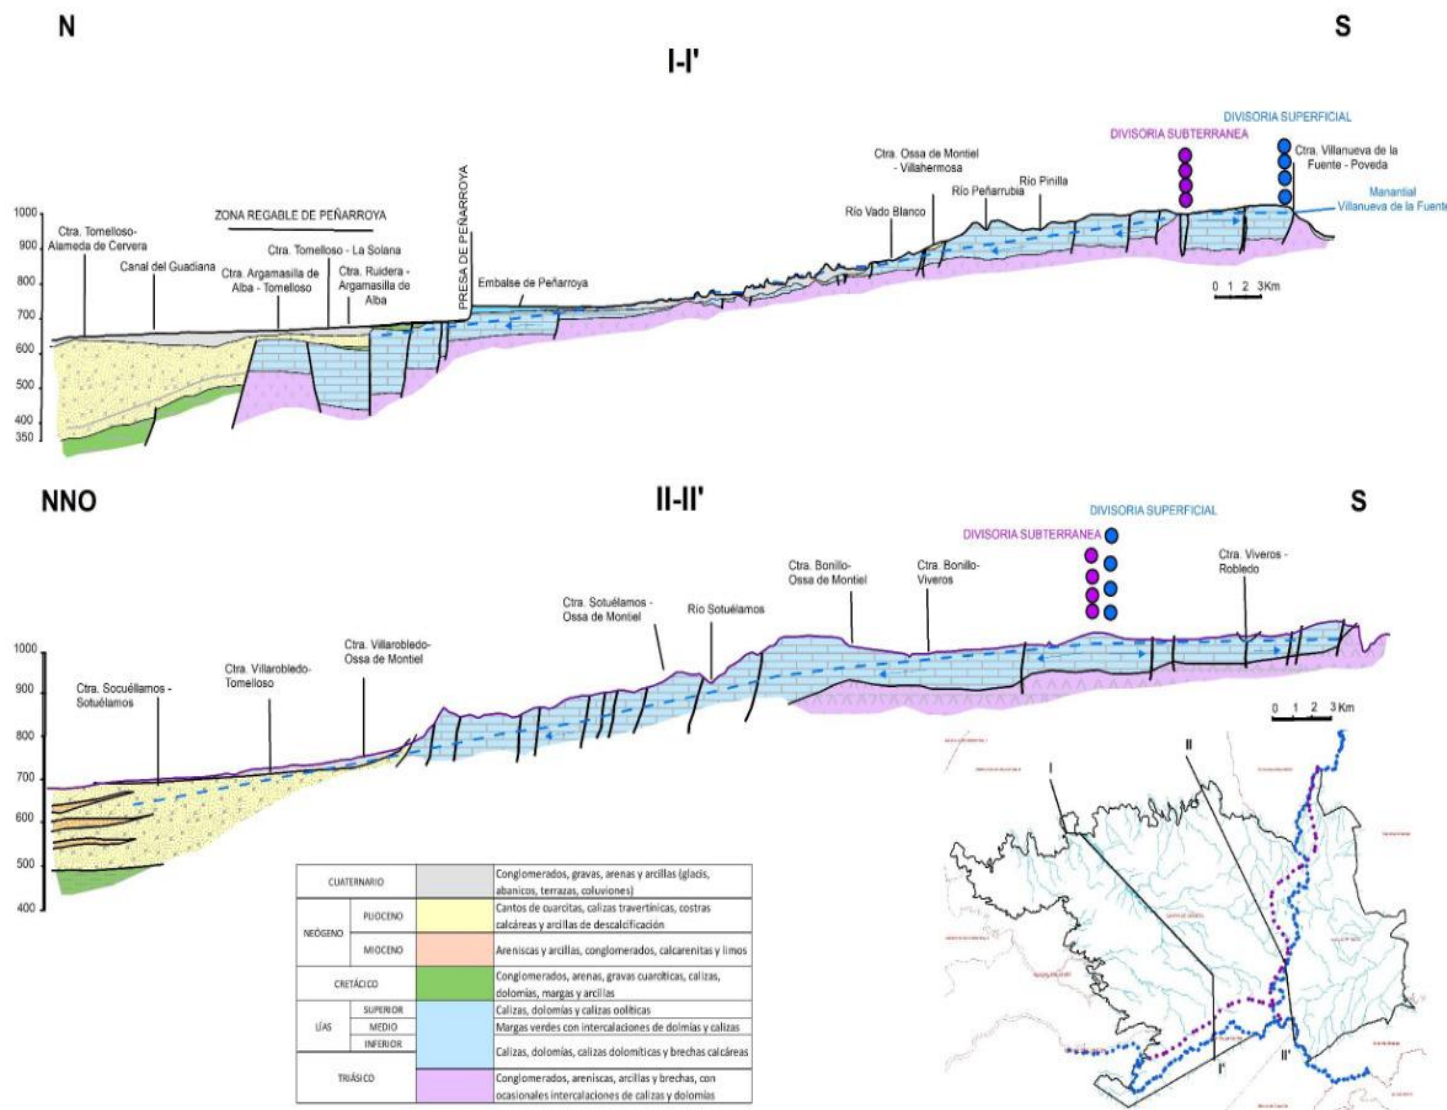 N
S
I-I'
DIVISORIA SUPERFICIAL
DIVISORIA SUBTERRANEA
Ctra. Ossa de Montiel
- Villahermosa
Ctra. Villanueva de la
Fuente - Poveda
Río Pinilla
Río Peñarrubia
Río Vado Blanco
Manantial
Villanueva de la Fuente
PRESA DE PEÑARROYA
ZONA REGABLE DE PEÑARROYA
Ctra. Tomelloso-
Alameda de Cervera
Canal del Guadiana
Ctra. Tomelloso - La Solana
Ctra. Argamasilla de
Alba - Tomelloso
Ctra. Ruidera -
Argamasilla de
Alba
Embalse de Peñarroya
1000
900
800
700
600
500
400
350
0 1 2 3Km
NNO
II-II'
S
DIVISORIA SUPERFICIAL
DIVISORIA SUBTERRANEA
Ctra. Viveros -
Robledo
Ctra. Bonillo-
Ossa de Montiel
Ctra. Bonillo-
Viveros
Ctra. Sotuélamos -
Ossa de Montiel
Río Sotuélamos
Ctra. Villarobledo-
Ossa de Montiel
Ctra. Villarobledo-
Tomelloso
Ctra. Socuéllamos -
Sotuélamos
1000
900
800
700
600
500
400
0 1 2 3 Km
I
II
I'
II'
CUATERNARIO
Conglomerados, gravas, arenas y arcillas (glacis,
abanicos, terrazas, coluviones)
NEÓGENO
PLIOCENO
Cantos de cuarcitas, calizas travertínicas, costras
calcáreas y arcillas de descalcificación
MIOCENO
Areniscas y arcillas, conglomerados, calcarenitas y limos
CRETÁCICO
Conglomerados, arenas, gravas cuarcíticas, calizas,
dolomías, margas y arcillas
LÍAS
SUPERIOR
Calizas, dolomías y calizas oolíticas
MEDIO
Margas verdes con intercalaciones de dolmías y calizas
INFERIOR
Calizas, dolomías, calizas dolomíticas y brechas calcáreas
TRIÁSICO
Conglomerados, areniscas, arcillas y brechas, con
ocasionales intercalaciones de calizas y dolomías